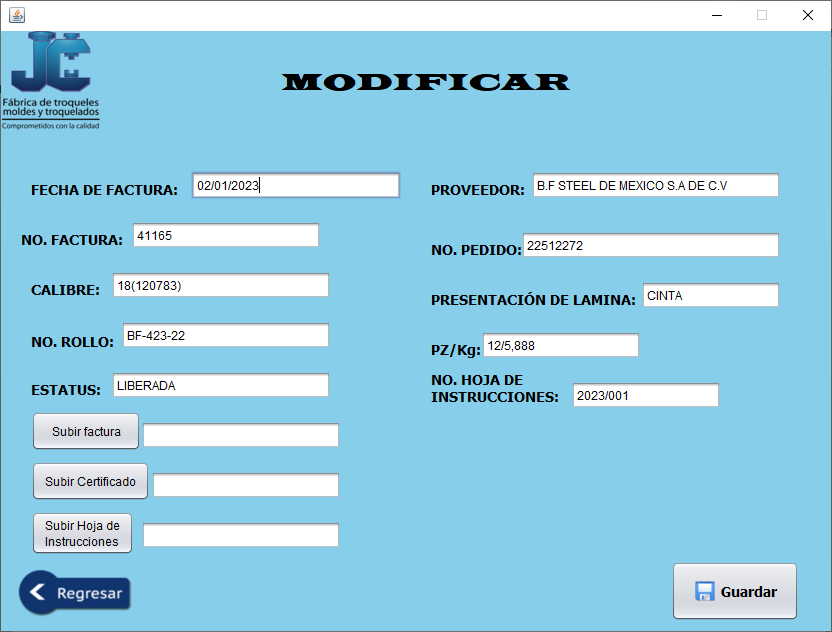 JC
Fábrica de troqueles
moldes y troquelados
Comprometidos con la calidad
MODIFICAR
FECHA DE FACTURA: 02/01/2023
PROVEEDOR: B.F STEEL DE MEXICO S.A DE C.V
NO. FACTURA: 41165
NO. PEDIDO: 22512272
CALIBRE: 18(120783)
PRESENTACIÓN DE LAMINA: CINTA
NO. ROLLO: BF-423-22
PZ/Kg: 12/5,888
ESTATUS: LIBERADA
NO. HOJA DE
INSTRUCCIONES: 2023/001
Subir factura
Subir Certificado
Subir Hoja de
Instrucciones
Regresar
Guardar